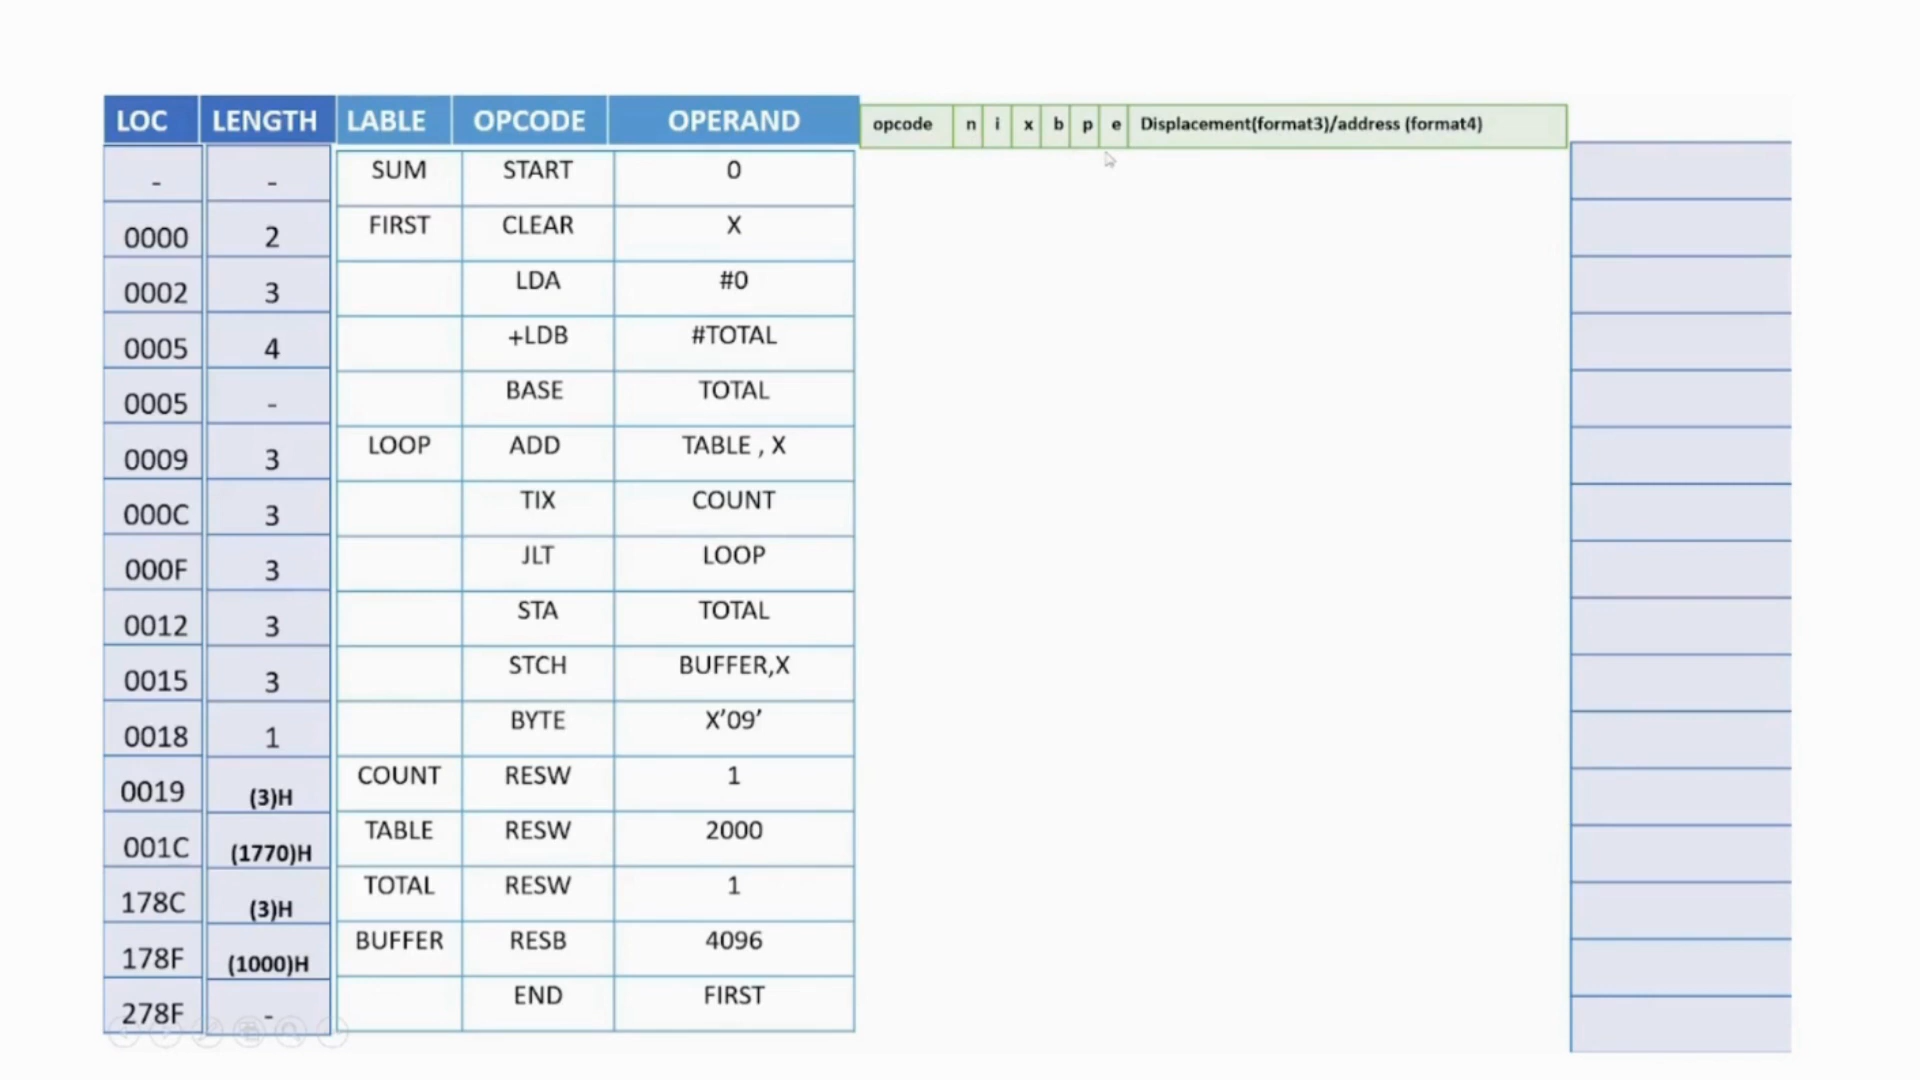 LOC LENGTH LABLE OPCODE OPERAND opcode n i x b p e Displacement(format3)/address (format4)
- - SUM START 0
0000 2 FIRST CLEAR X
0002 3 LDA #0
0005 4 +LDB #TOTAL
0005 - BASE TOTAL
0009 3 LOOP ADD TABLE , X
000C 3 TIX COUNT
000F 3 JLT LOOP
0012 3 STA TOTAL
0015 3 STCH BUFFER,X
0018 1 BYTE X’09’
0019 (3)H COUNT RESW 1
001C (1770)H TABLE RESW 2000
178C (3)H TOTAL RESW 1
178F (1000)H BUFFER RESB 4096
278F - END FIRST